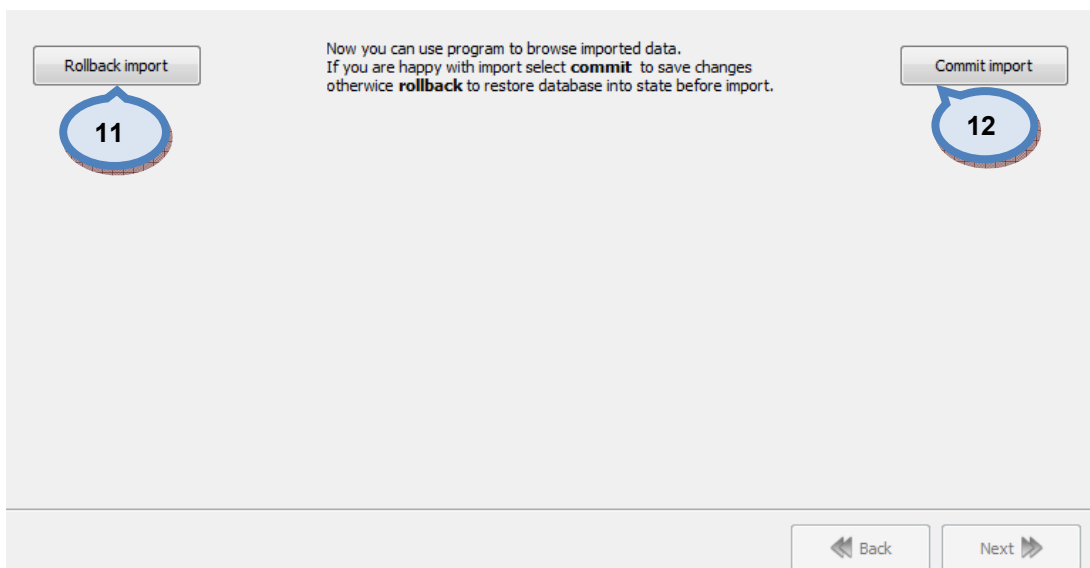 Rollback import
Now you can use program to browse imported data.
If you are happy with import select commit to save changes
otherwice rollback to restore database into state before import.
Commit import
11
12
Back
Next